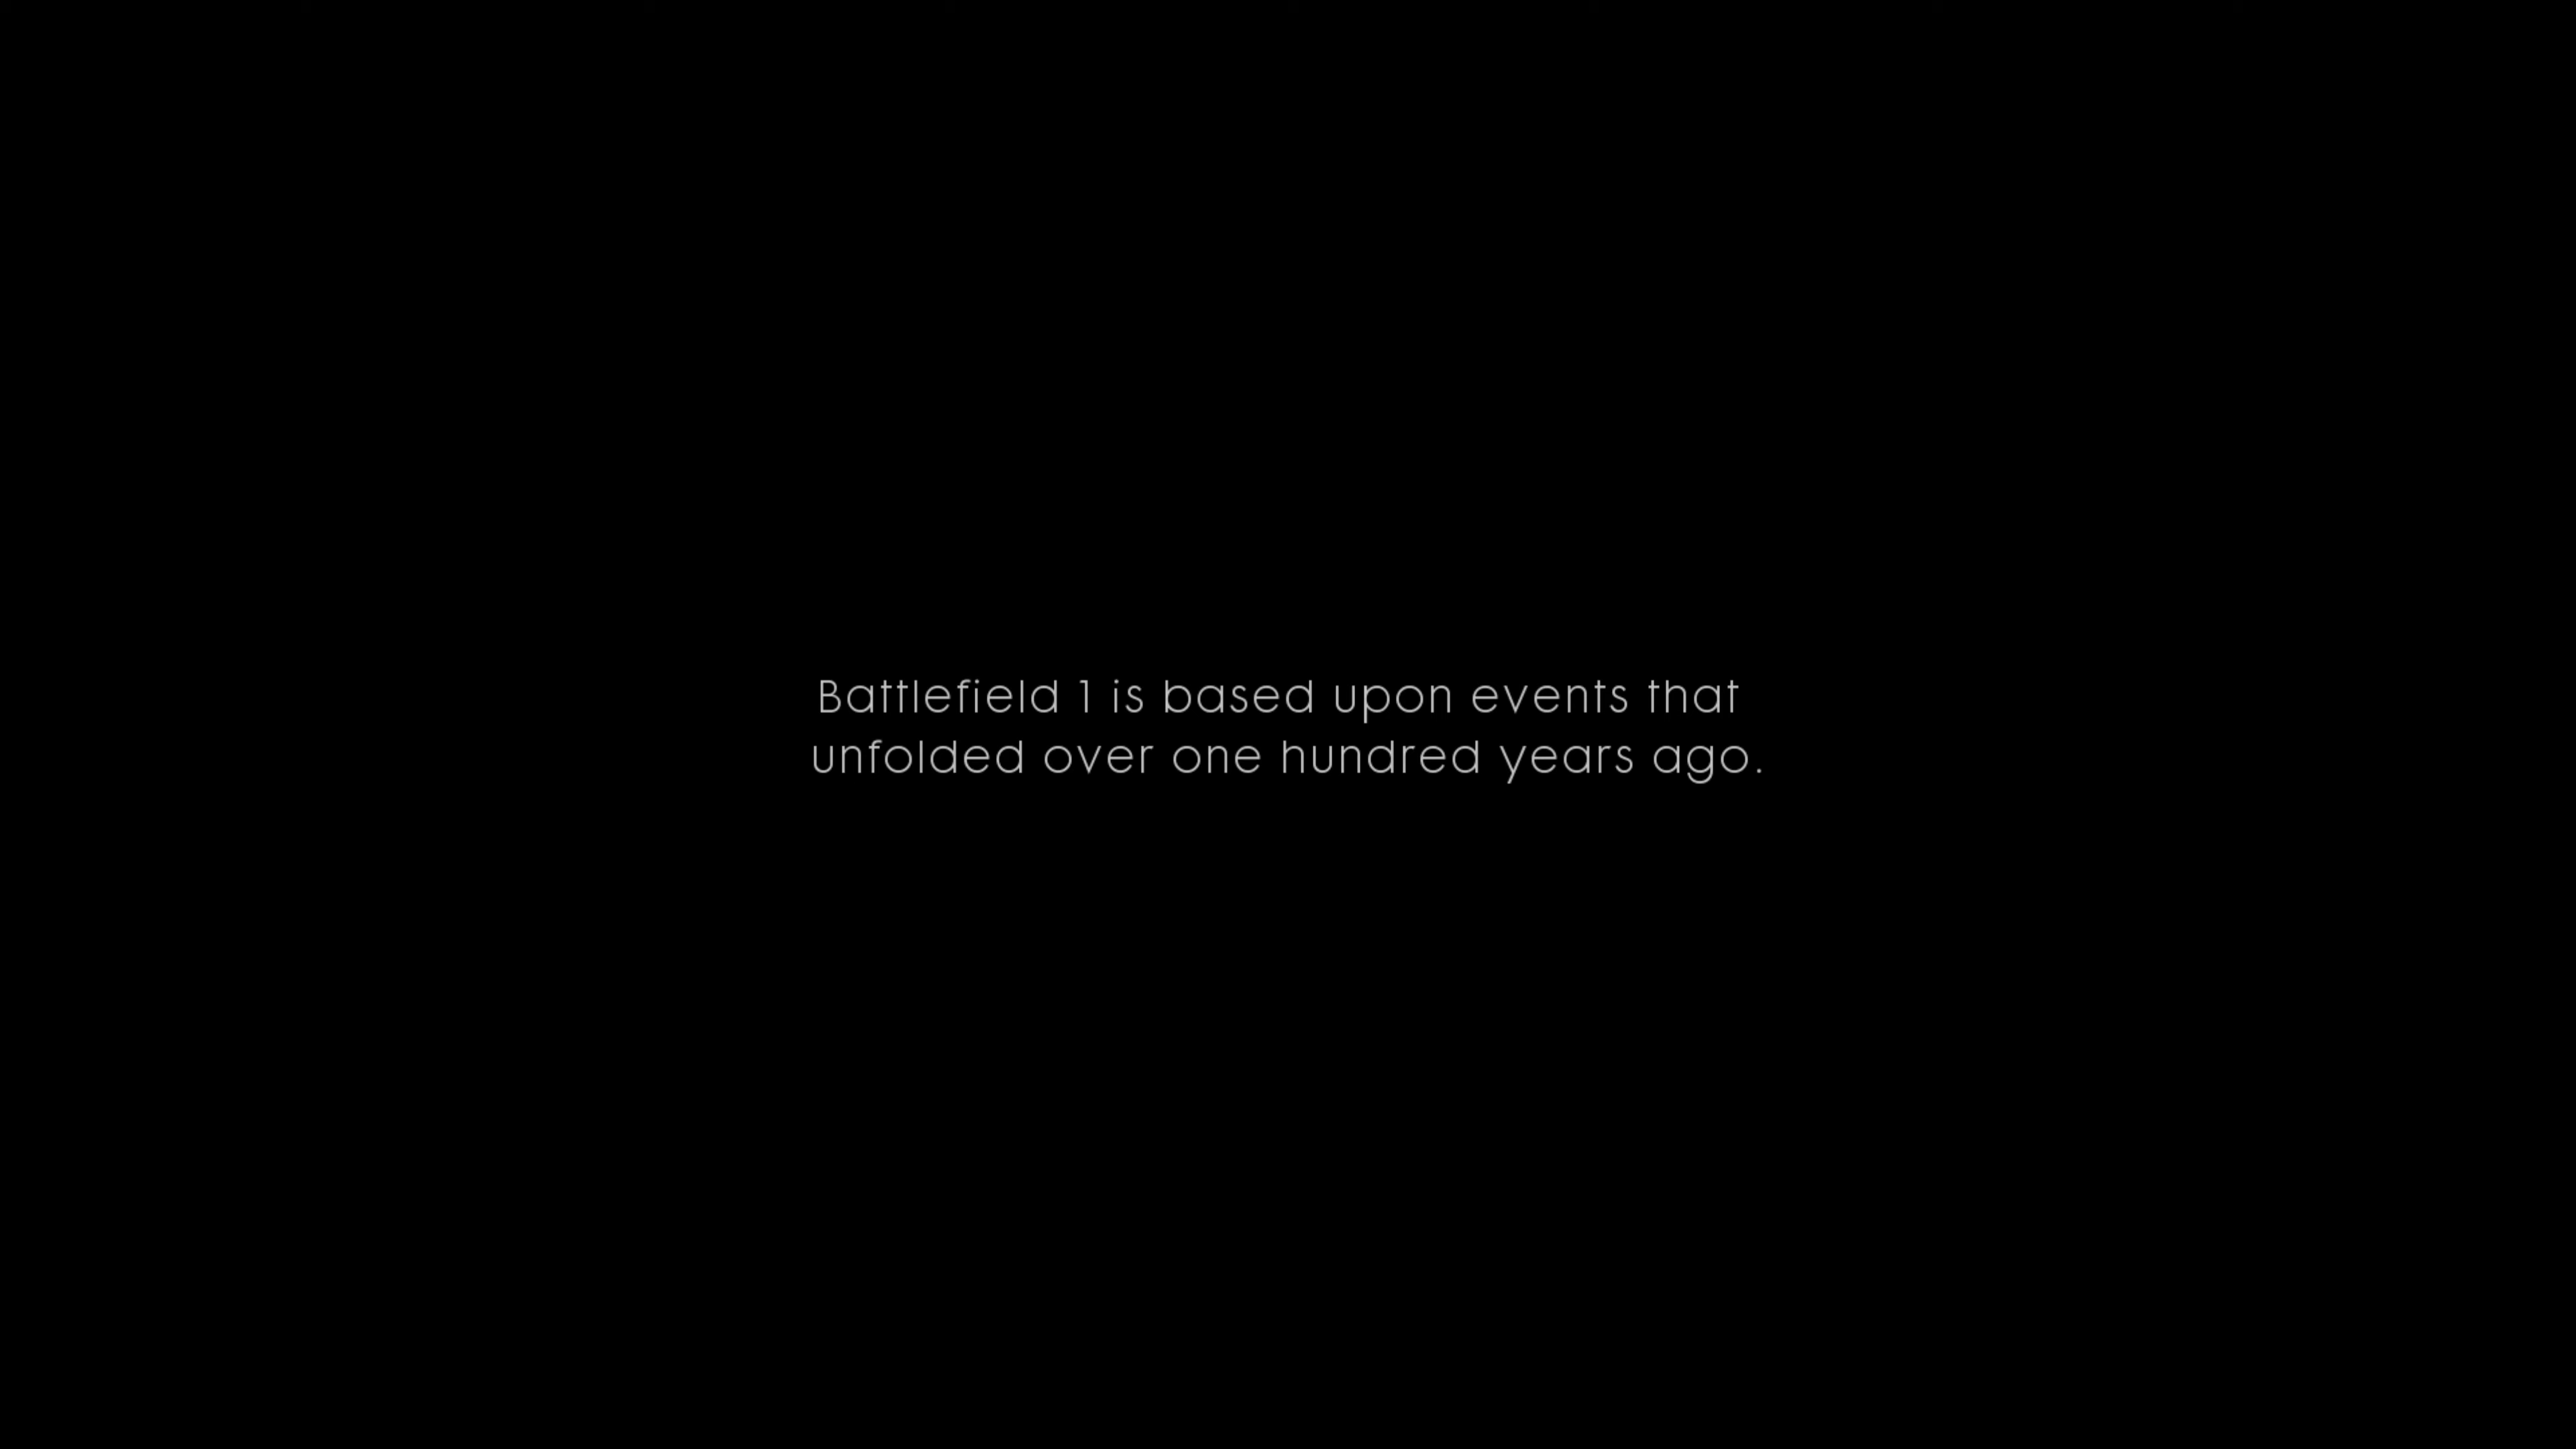 Battlefield 1 is based upon events that
unfolded over one hundred years ago.